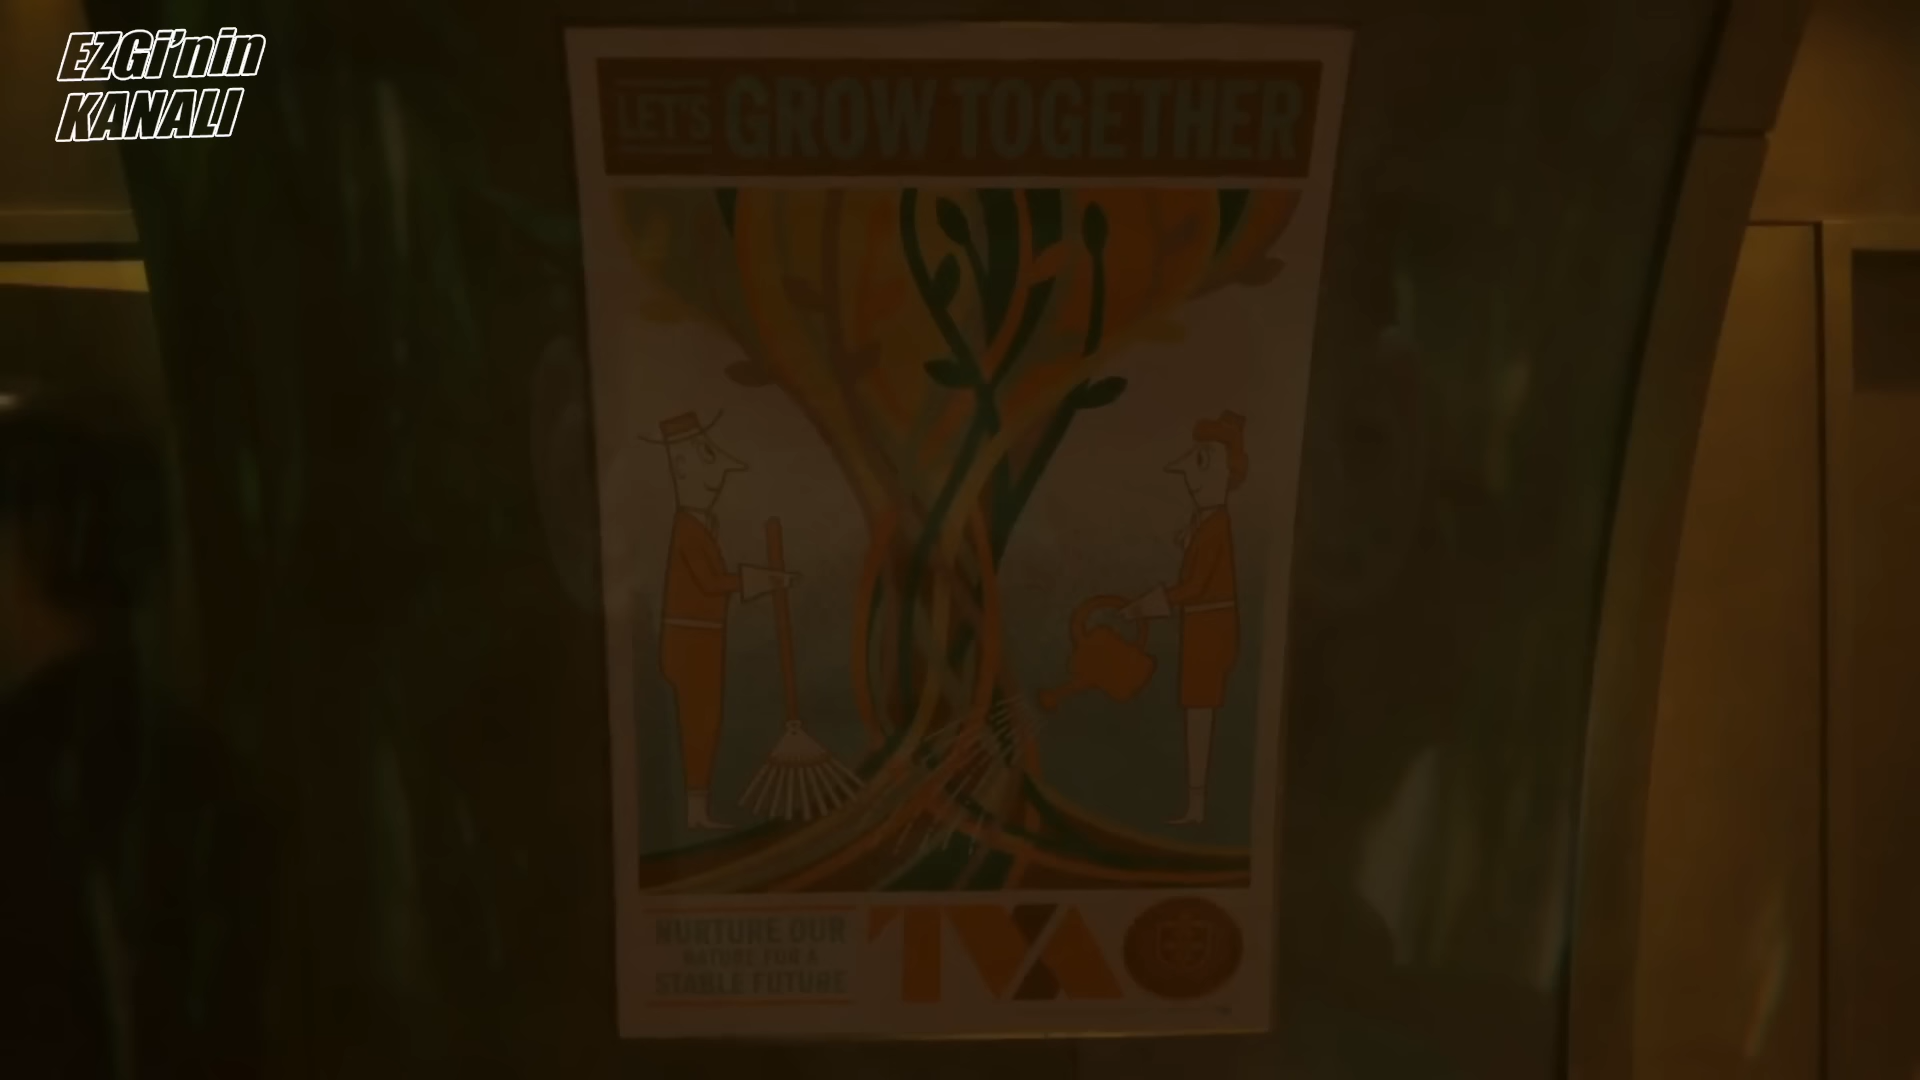 EZGi'nin
KANALI
LET'S GROW TOGETHER
NURTURE OUR
NATURE FOR A
STABLE FUTURE
TVA